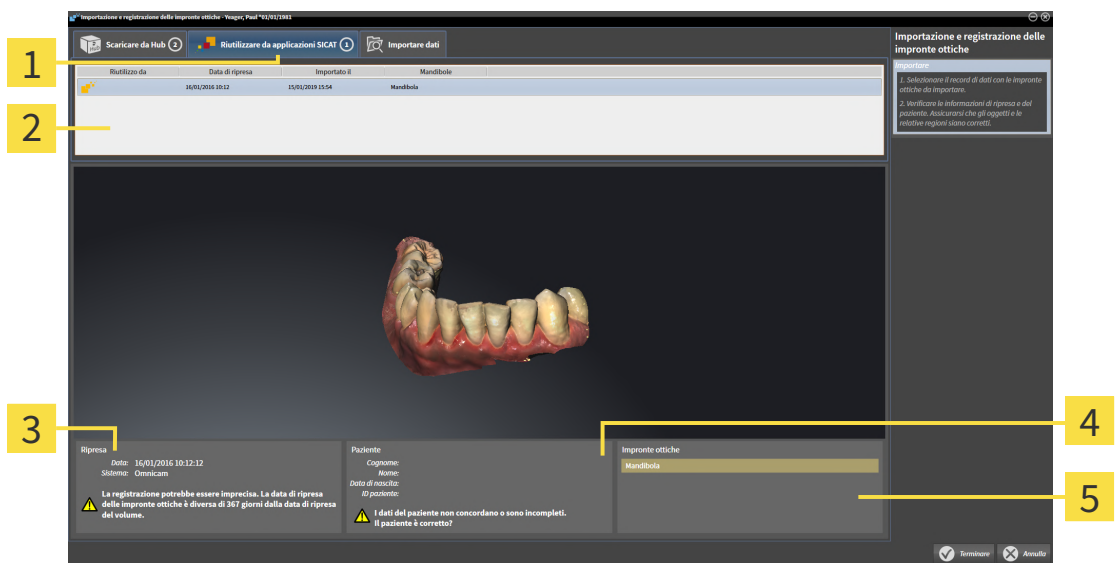 Importazione e registrazione delle impronte ottiche - Yeager, Paul *01/01/1981
Scaricare da Hub 2
Riutilizzare da applicazioni SICAT 1
Importare dati
Riutilizzo da Data di ripresa Importato il Mandibole
16/01/2016 10:12 15/01/2019 15:54 Mandibola
Importazione e registrazione delle
impronte ottiche
Importare
1. Selezionare il record di dati con le impronte
ottiche da importare.
2. Verificare le informazioni di ripresa e del
paziente. Assicurarsi che gli oggetti e le
relative regioni siano corretti.
1
2
3
4
5
Ripresa
Data: 16/01/2016 10:12:12
Sistema: Omnicam
La registrazione potrebbe essere imprecisa. La data di ripresa
delle impronte ottiche è diversa di 367 giorni dalla data di ripresa
del volume.
Paziente
Cognome:
Nome:
Data di nascita:
ID paziente:
I dati del paziente non concordano o sono incompleti.
Il paziente è corretto?
Impronte ottiche
Mandibola
Terminare
Annulla